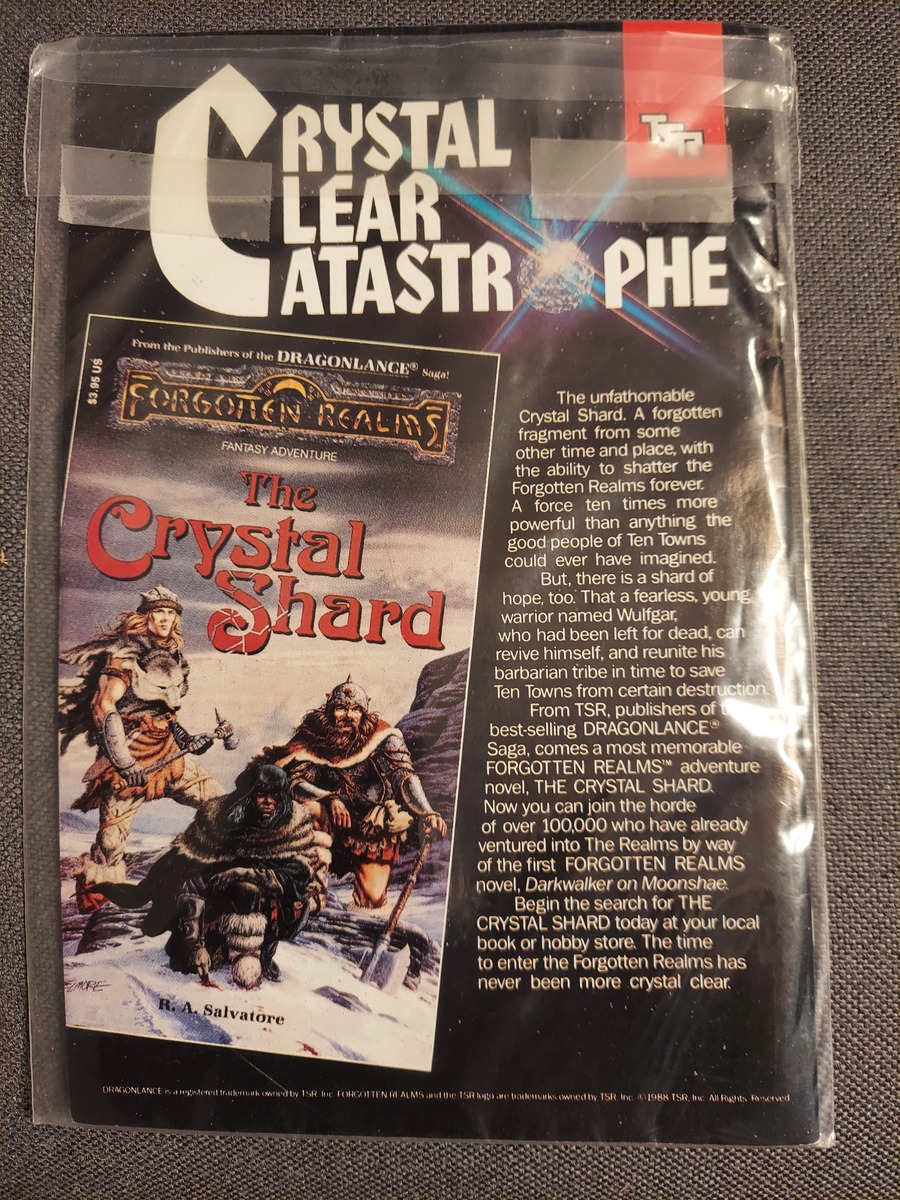 CRYSTAL
CLEAR
CATASTROPHE
TSR
From the Publishers of the DRAGONLANCE® Saga!
$3.95 US
FORGOTTEN REALMS
FANTASY ADVENTURE
The
Crystal
Shard
ELMORE
R. A. Salvatore
The unfathomable
Crystal Shard. A forgotten
fragment from some
other time and place, with
the ability to shatter the
Forgotten Realms forever.
A force ten times more
powerful than anything the
good people of Ten Towns
could ever have imagined.
But, there is a shard of
hope, too. That a fearless, young
warrior named Wulfgar,
who had been left for dead, can
revive himself, and reunite his
barbarian tribe in time to save
Ten Towns from certain destruction.
From TSR, publishers of
best-selling DRAGONLANCE®
Saga, comes a most memorable
FORGOTTEN REALMS™ adventure
novel, THE CRYSTAL SHARD.
Now you can join the horde
of over 100,000 who have already
ventured into The Realms by way
of the first FORGOTTEN REALMS
novel, Darkwalker on Moonshae.
Begin the search for THE
CRYSTAL SHARD today at your local
book or hobby store. The time
to enter the Forgotten Realms has
never been more crystal clear.
DRAGONLANCE is a registered trademark owned by TSR, Inc. FORGOTTEN REALMS and the TSR logo are trademarks owned by TSR, Inc. © 1988 TSR, Inc. All Rights Reserved.